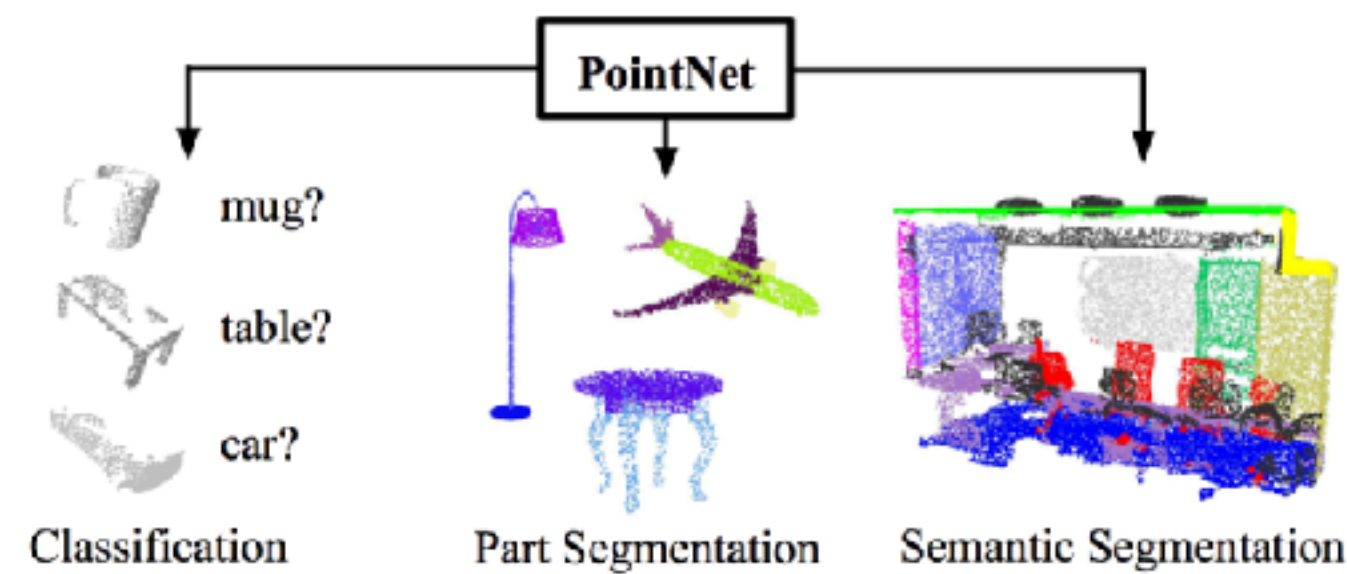 PointNet
mug?
table?
car?
Classification
Part Segmentation
Semantic Segmentation